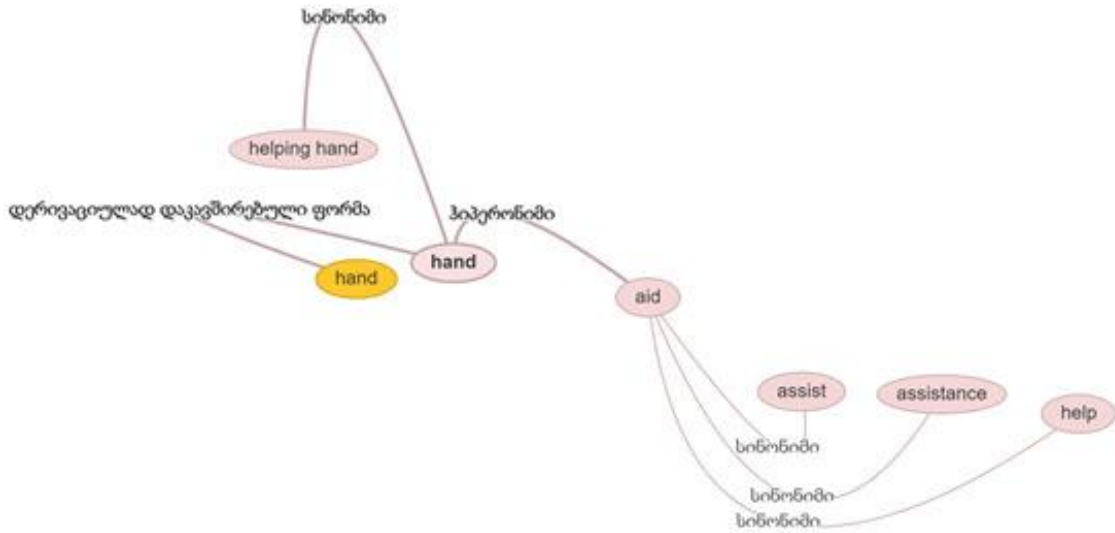 სინონიმი
helping hand
დერივაციულად დაკავშირებული ფორმა
ჰიპერონიმი
hand
hand
aid
assist
assistance
help
სინონიმი
სინონიმი
სინონიმი